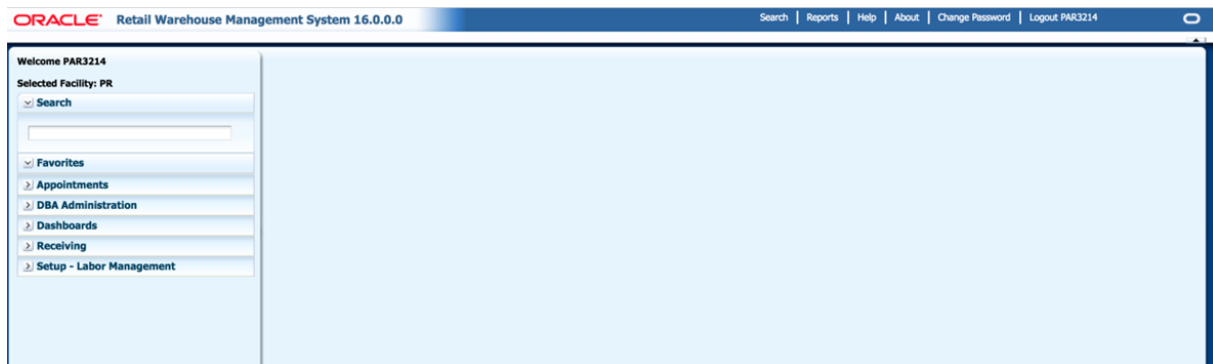 ORACLE Retail Warehouse Management System 16.0.0.0
Search | Reports | Help | About | Change Password | Logout PAR3214
Welcome PAR3214
Selected Facility: PR
Search
Favorites
Appointments
DBA Administration
Dashboards
Receiving
Setup - Labor Management